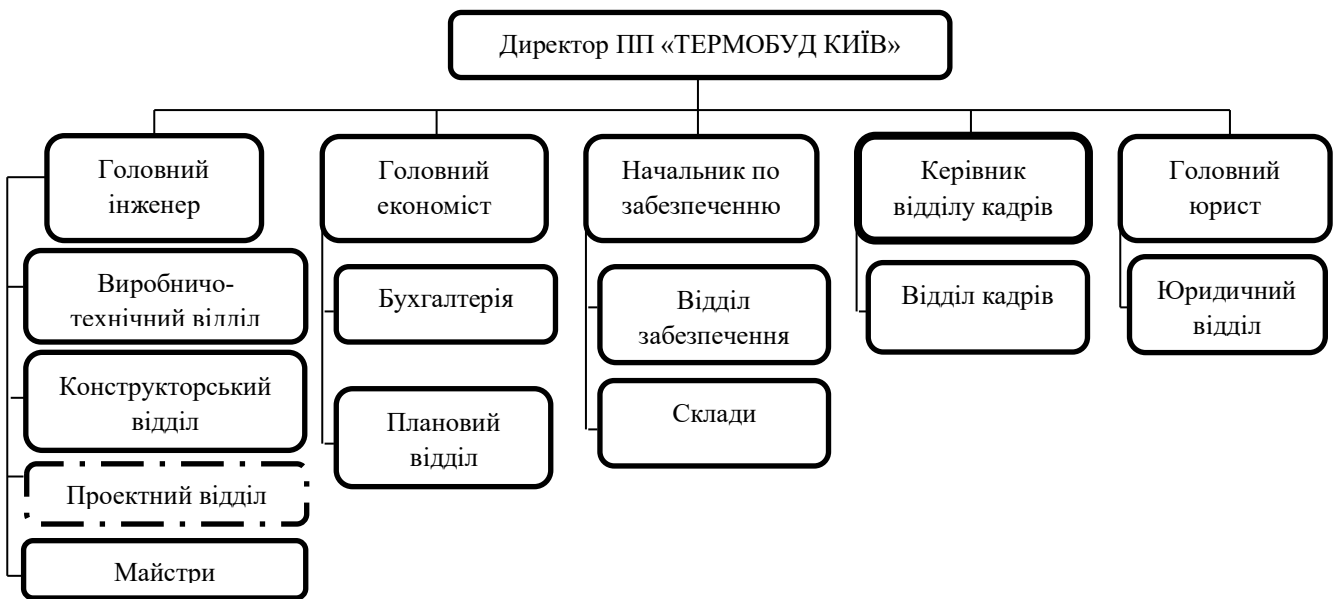 Директор ПП «ТЕРМОБУД КИЇВ»
Головний
інженер
Головний
економіст
Начальник по
забезпеченню
Керівник
відділу кадрів
Головний
юрист
Виробничо-
технічний відділ
Конструкторський
відділ
Проектний відділ
Майстри
Бухгалтерія
Плановий
відділ
Відділ
забезпечення
Склади
Відділ кадрів
Юридичний
відділ